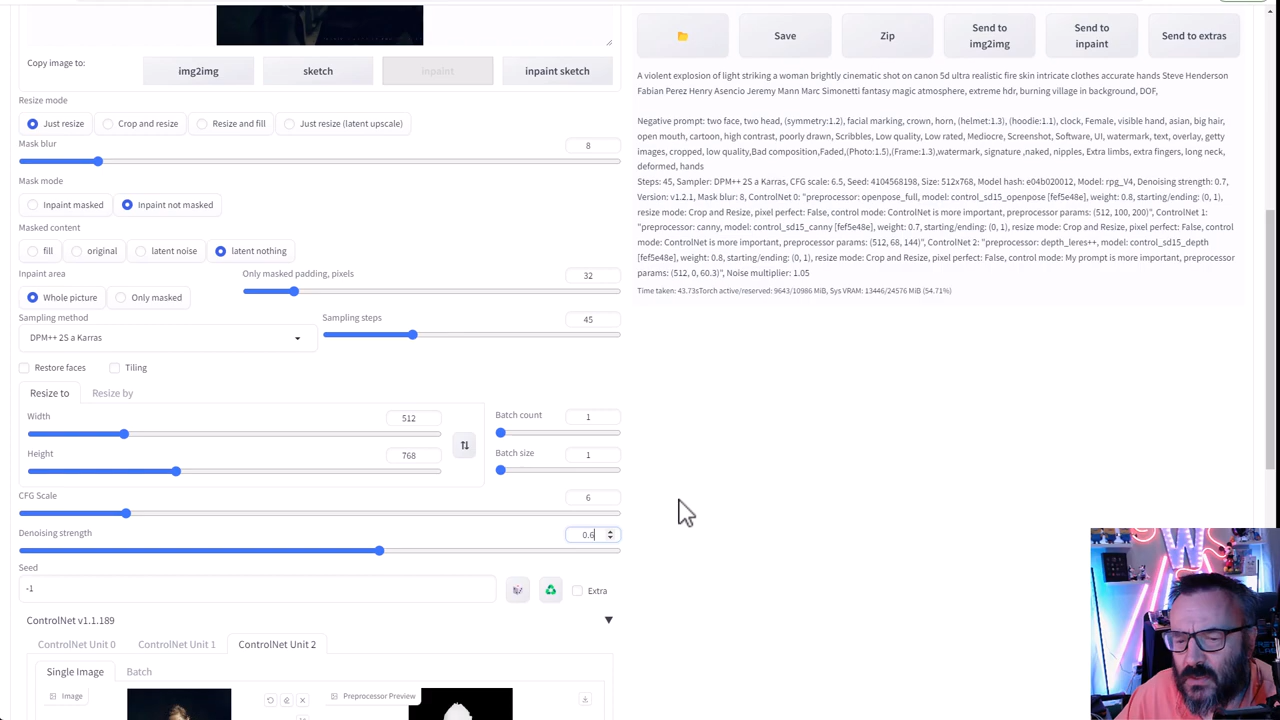 Copy image to:
img2img
sketch
inpaint
inpaint sketch
Resize mode
Just resize
Crop and resize
Resize and fill
Just resize (latent upscale)
Mask blur
8
Mask mode
Inpaint masked
Inpaint not masked
Masked content
fill
original
latent noise
latent nothing
Inpaint area
Only masked padding, pixels
32
Whole picture
Only masked
Sampling method
Sampling steps
45
DPM++ 2S a Karras
Restore faces
Tiling
Resize to
Resize by
Width
512
Batch count
1
Height
768
Batch size
1
CFG Scale
6
Denoising strength
0.6
Seed
-1
Extra
ControlNet v1.1.189
ControlNet Unit 0
ControlNet Unit 1
ControlNet Unit 2
Single Image
Batch
Image
Preprocessor Preview
Save
Zip
Send to
img2img
Send to
inpaint
Send to extras
A violent explosion of light striking a woman brightly cinematic shot on canon 5d ultra realistic fire skin intricate clothes accurate hands Steve Henderson
Fabian Perez Henry Asencio Jeremy Mann Marc Simonetti fantasy magic atmosphere, extreme hdr, burning village in background, DOF,
Negative prompt: two face, two head, (symmetry:1.2), facial marking, crown, horn, (helmet:1.3), (hoodie:1.1), clock, Female, visible hand, asian, big hair,
open mouth, cartoon, high contrast, poorly drawn, Scribbles, Low quality, Low rated, Mediocre, Screenshot, Software, UI, watermark, text, overlay, getty
images, cropped, low quality,Bad composition,Faded,(Photo:1.5),(Frame:1.3),watermark, signature ,naked, nipples, Extra limbs, extra fingers, long neck,
deformed, hands
Steps: 45, Sampler: DPM++ 2S a Karras, CFG scale: 6.5, Seed: 4104568198, Size: 512x768, Model hash: e04b020012, Model: rpg_V4, Denoising strength: 0.7,
Version: v1.2.1, Mask blur: 8, ControlNet 0: "preprocessor: openpose_full, model: control_sd15_openpose [fef5e48e], weight: 0.8, starting/ending: (0, 1),
resize mode: Crop and Resize, pixel perfect: False, control mode: ControlNet is more important, preprocessor params: (512, 100, 200)", ControlNet 1:
"preprocessor: canny, model: control_sd15_canny [fef5e48e], weight: 0.7, starting/ending: (0, 1), resize mode: Crop and Resize, pixel perfect: False, control mode:
ControlNet is more important, preprocessor params: (512, 68, 144)", ControlNet 2: "preprocessor: depth_leres++, model: control_sd15_depth
[fef5e48e], weight: 0.8, starting/ending: (0, 1), resize mode: Crop and Resize, pixel perfect: False, control mode: My prompt is more important, preprocessor
params: (512, 0, 60.3)", Noise multiplier: 1.05
Time taken: 43.73sTorch active/reserved: 9643/10986 MiB, Sys VRAM: 13446/24576 MiB (54.71%)